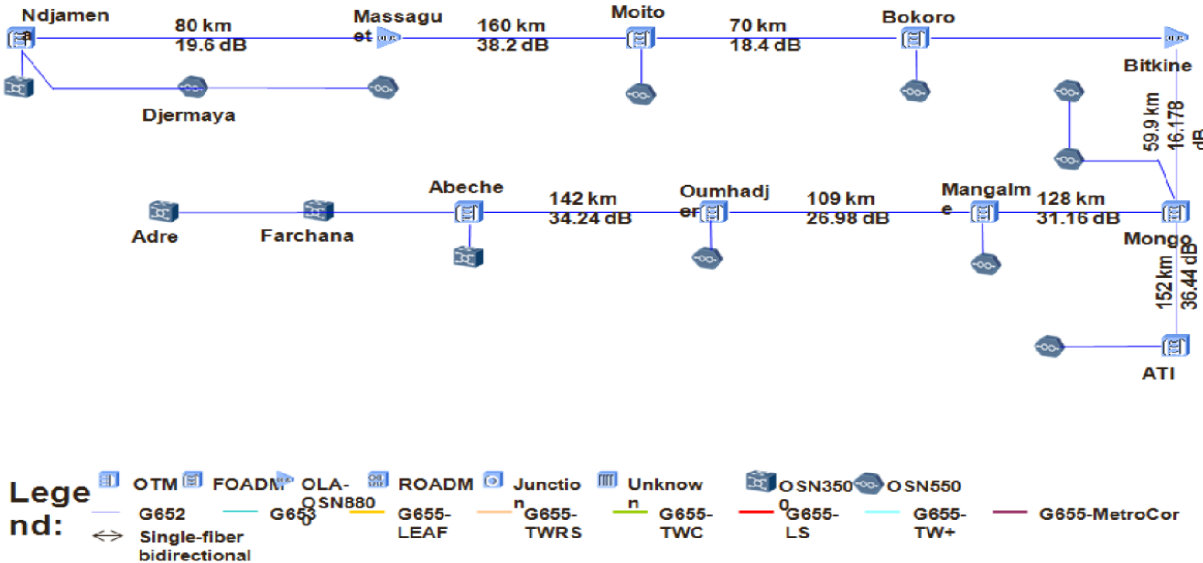 Ndjamen
a
80 km
19.6 dB
Massagu
et
160 km
38.2 dB
Moito
70 km
18.4 dB
Bokoro
Bitkine
Djermaya
59.9 km
16.178
dB
Adre
Farchana
Abeche
142 km
34.24 dB
Oumhadj
er
109 km
26.98 dB
Mangalm
e
128 km
31.16 dB
Mongo
152 km
36.44 dB
ATI
Lege
nd:
OTM
FOADM
OLA-
OSN880
0
ROADM
Junctio
n
Unknow
n
OSN350
0
OSN550
G652
G653
G655-
LEAF
G655-
TWRS
G655-
TWC
G655-
LS
G655-
TW+
G655-MetroCor
Single-fiber
bidirectional